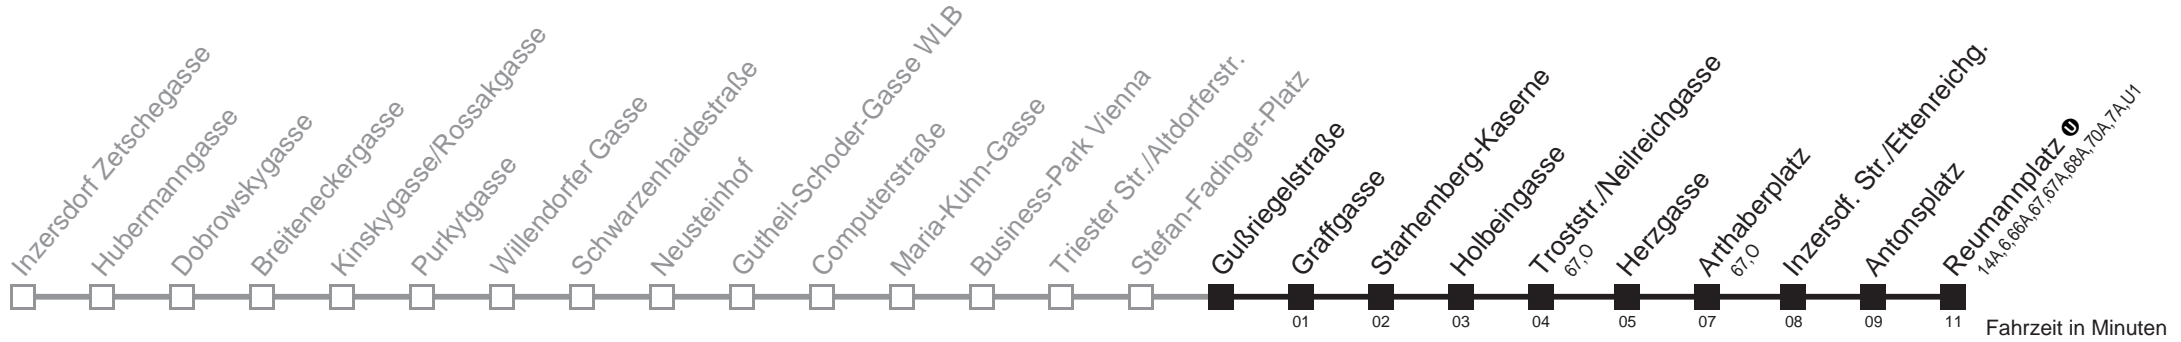 Inzersdorf Zetschegasse
Hubermanngasse
Dobrowskygasse
Breiteneckergasse
Kinskygasse/Rossakgasse
Purkytgasse
Willendorfer Gasse
Schwarzenhaidestraße
Neusteinhof
Gutheil-Schoder-Gasse WLB
Computerstraße
Maria-Kuhn-Gasse
Business-Park Vienna
Triester Str./Altdorferstr.
Stefan-Fadinger-Platz
Gußriegelstraße
Graffgasse
Starhemberg-Kaserne
Holbeingasse
Troststr./Neilreichgasse
67,O
Herzgasse
Arthaberplatz
67,O
Inzersdf. Str./Ettenreichg.
Antonsplatz
Reumannplatz U
14A,6,66A,67,67A,68A,70A,7A,U1
01 02 03 04 05 07 08 09 11
Fahrzeit in Minuten